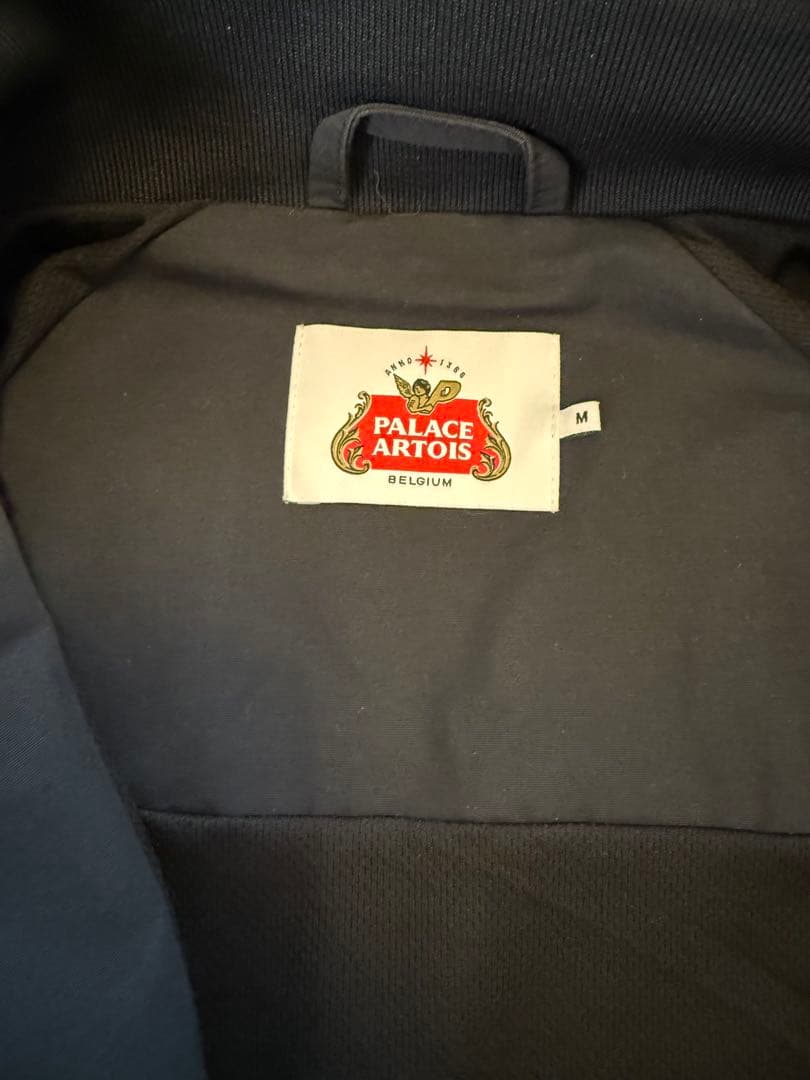 ANNO 1366
P
PALACE
ARTOIS
BELGIUM
M